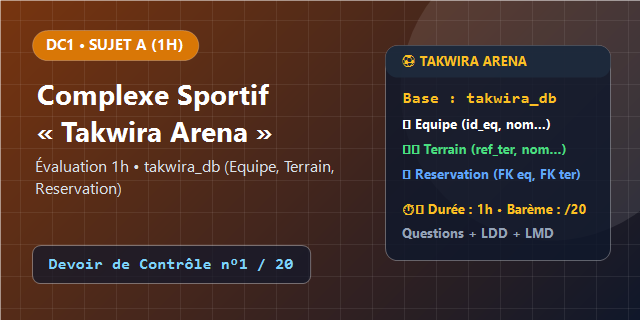 DC1 • SUJET A (1H)
Complexe Sportif
« Takwira Arena »
Évaluation 1h • takwira_db (Equipe, Terrain,
Reservation)
Devoir de Contrôle nº1 / 20
⚽ TAKWIRA ARENA
Base : takwira_db
Equipe (id_eq, nom...)
Terrain (ref_ter, nom...)
Reservation (FK eq, FK ter)
⏱ Durée : 1h • Barème : /20
Questions + LDD + LMD